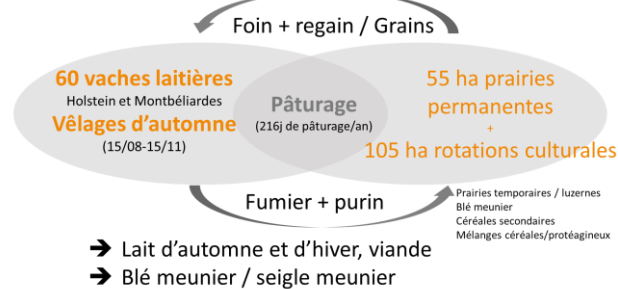 Foin + regain / Grains
60 vaches laitières
Holstein et Montbéliardes
Vêlages d'automne
(15/08-15/11)
Pâturage
(216j de pâturage/an)
55 ha prairies
permanentes
+
105 ha rotations culturales
Fumier + purin
Prairies temporaires / luzernes
Blé meunier
Céréales secondaires
Mélanges céréales/protéagineux
➔ Lait d'automne et d'hiver, viande
➔ Blé meunier / seigle meunier